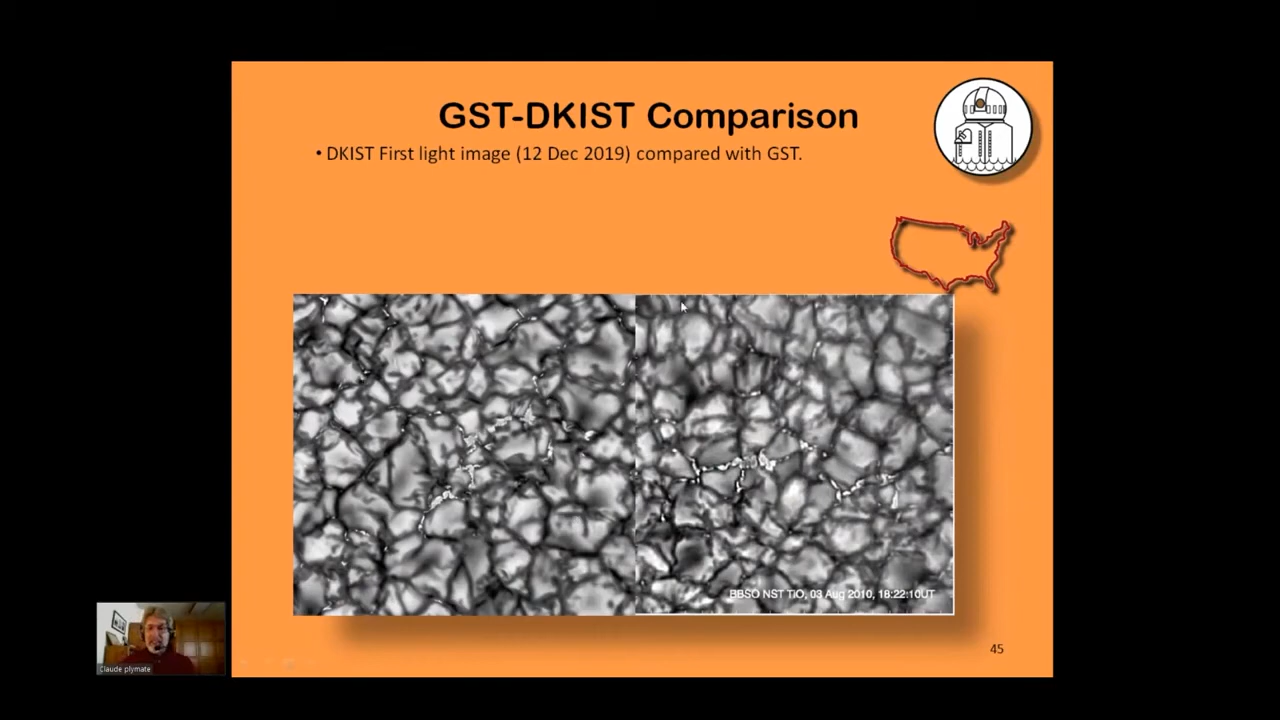 GST-DKIST Comparison
• DKIST First light image (12 Dec 2019) compared with GST.
BBSO NST TiO, 03 Aug 2010, 18:22:10UT
45
Claude plymate